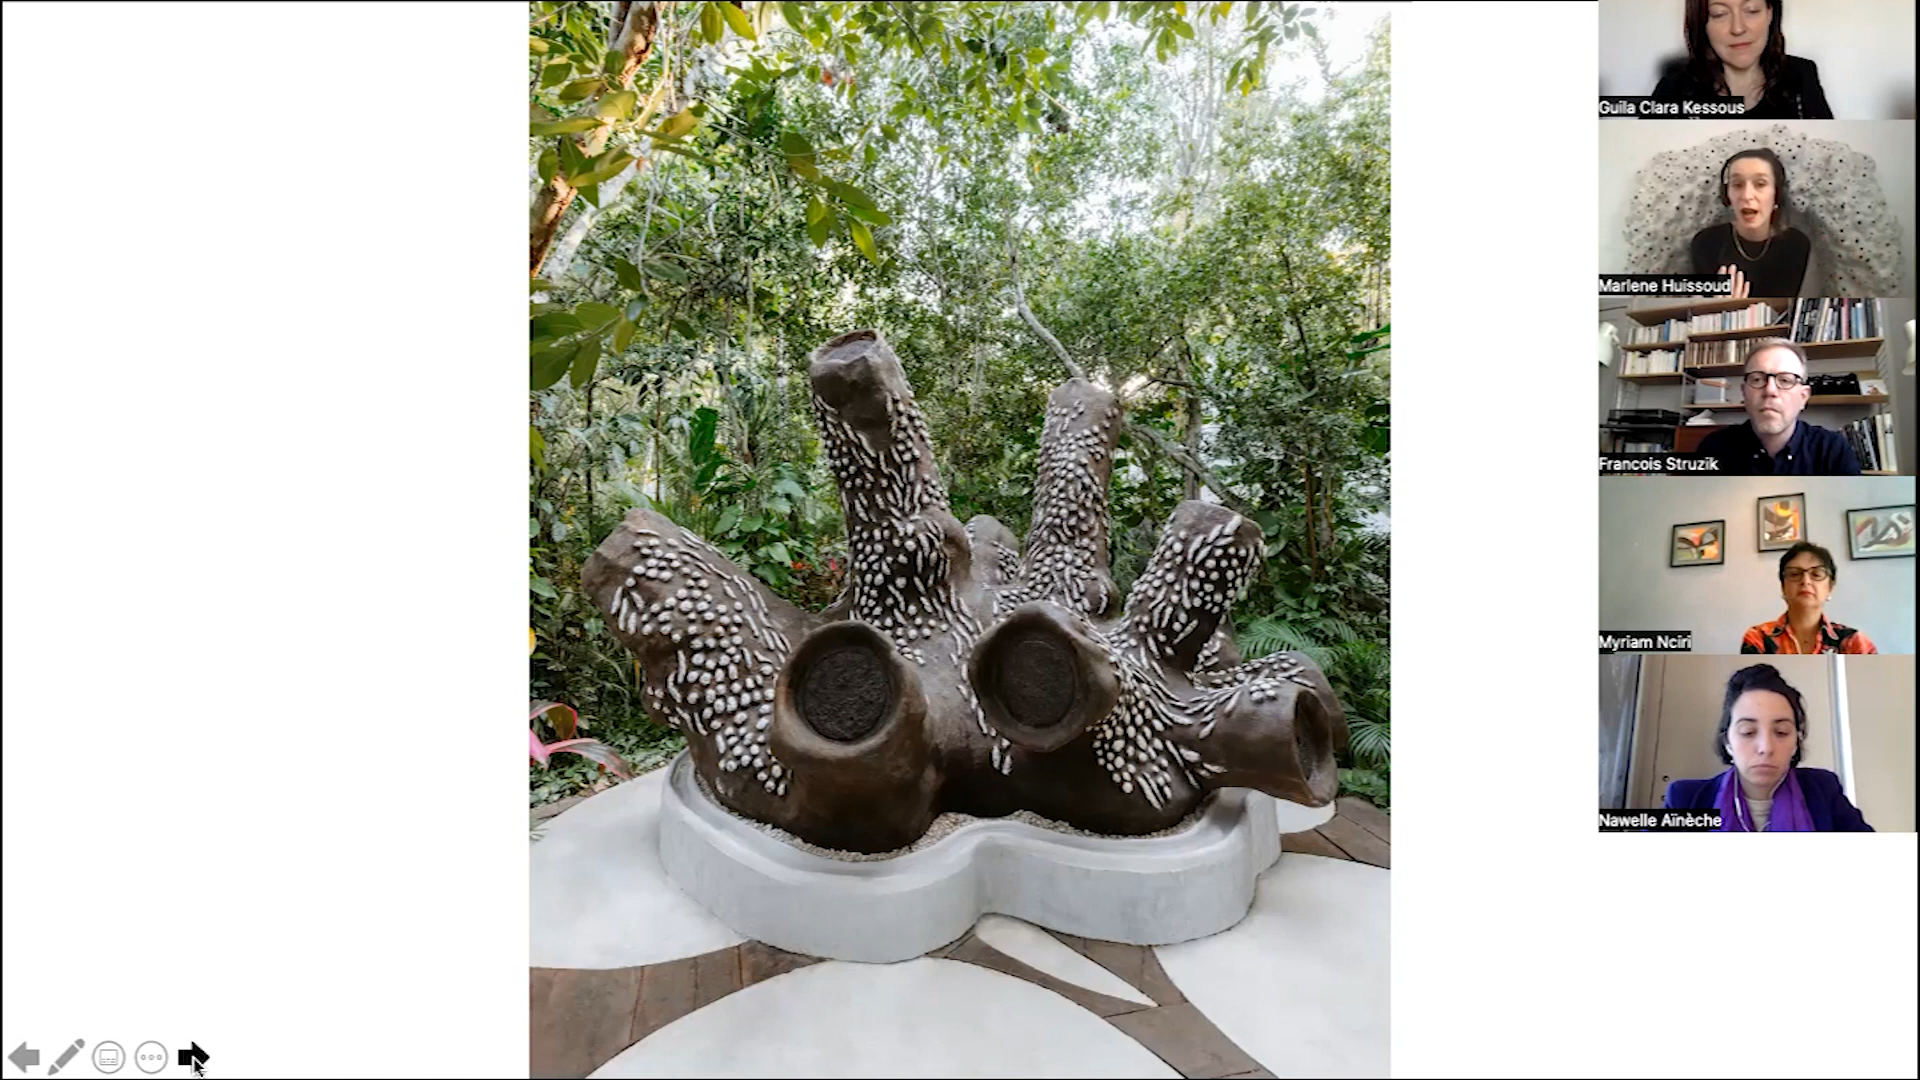 Guila Clara Kessous
Marlene Huissoud
Francois Struzik
Myriam Nciri
Nawelle Aïnèche